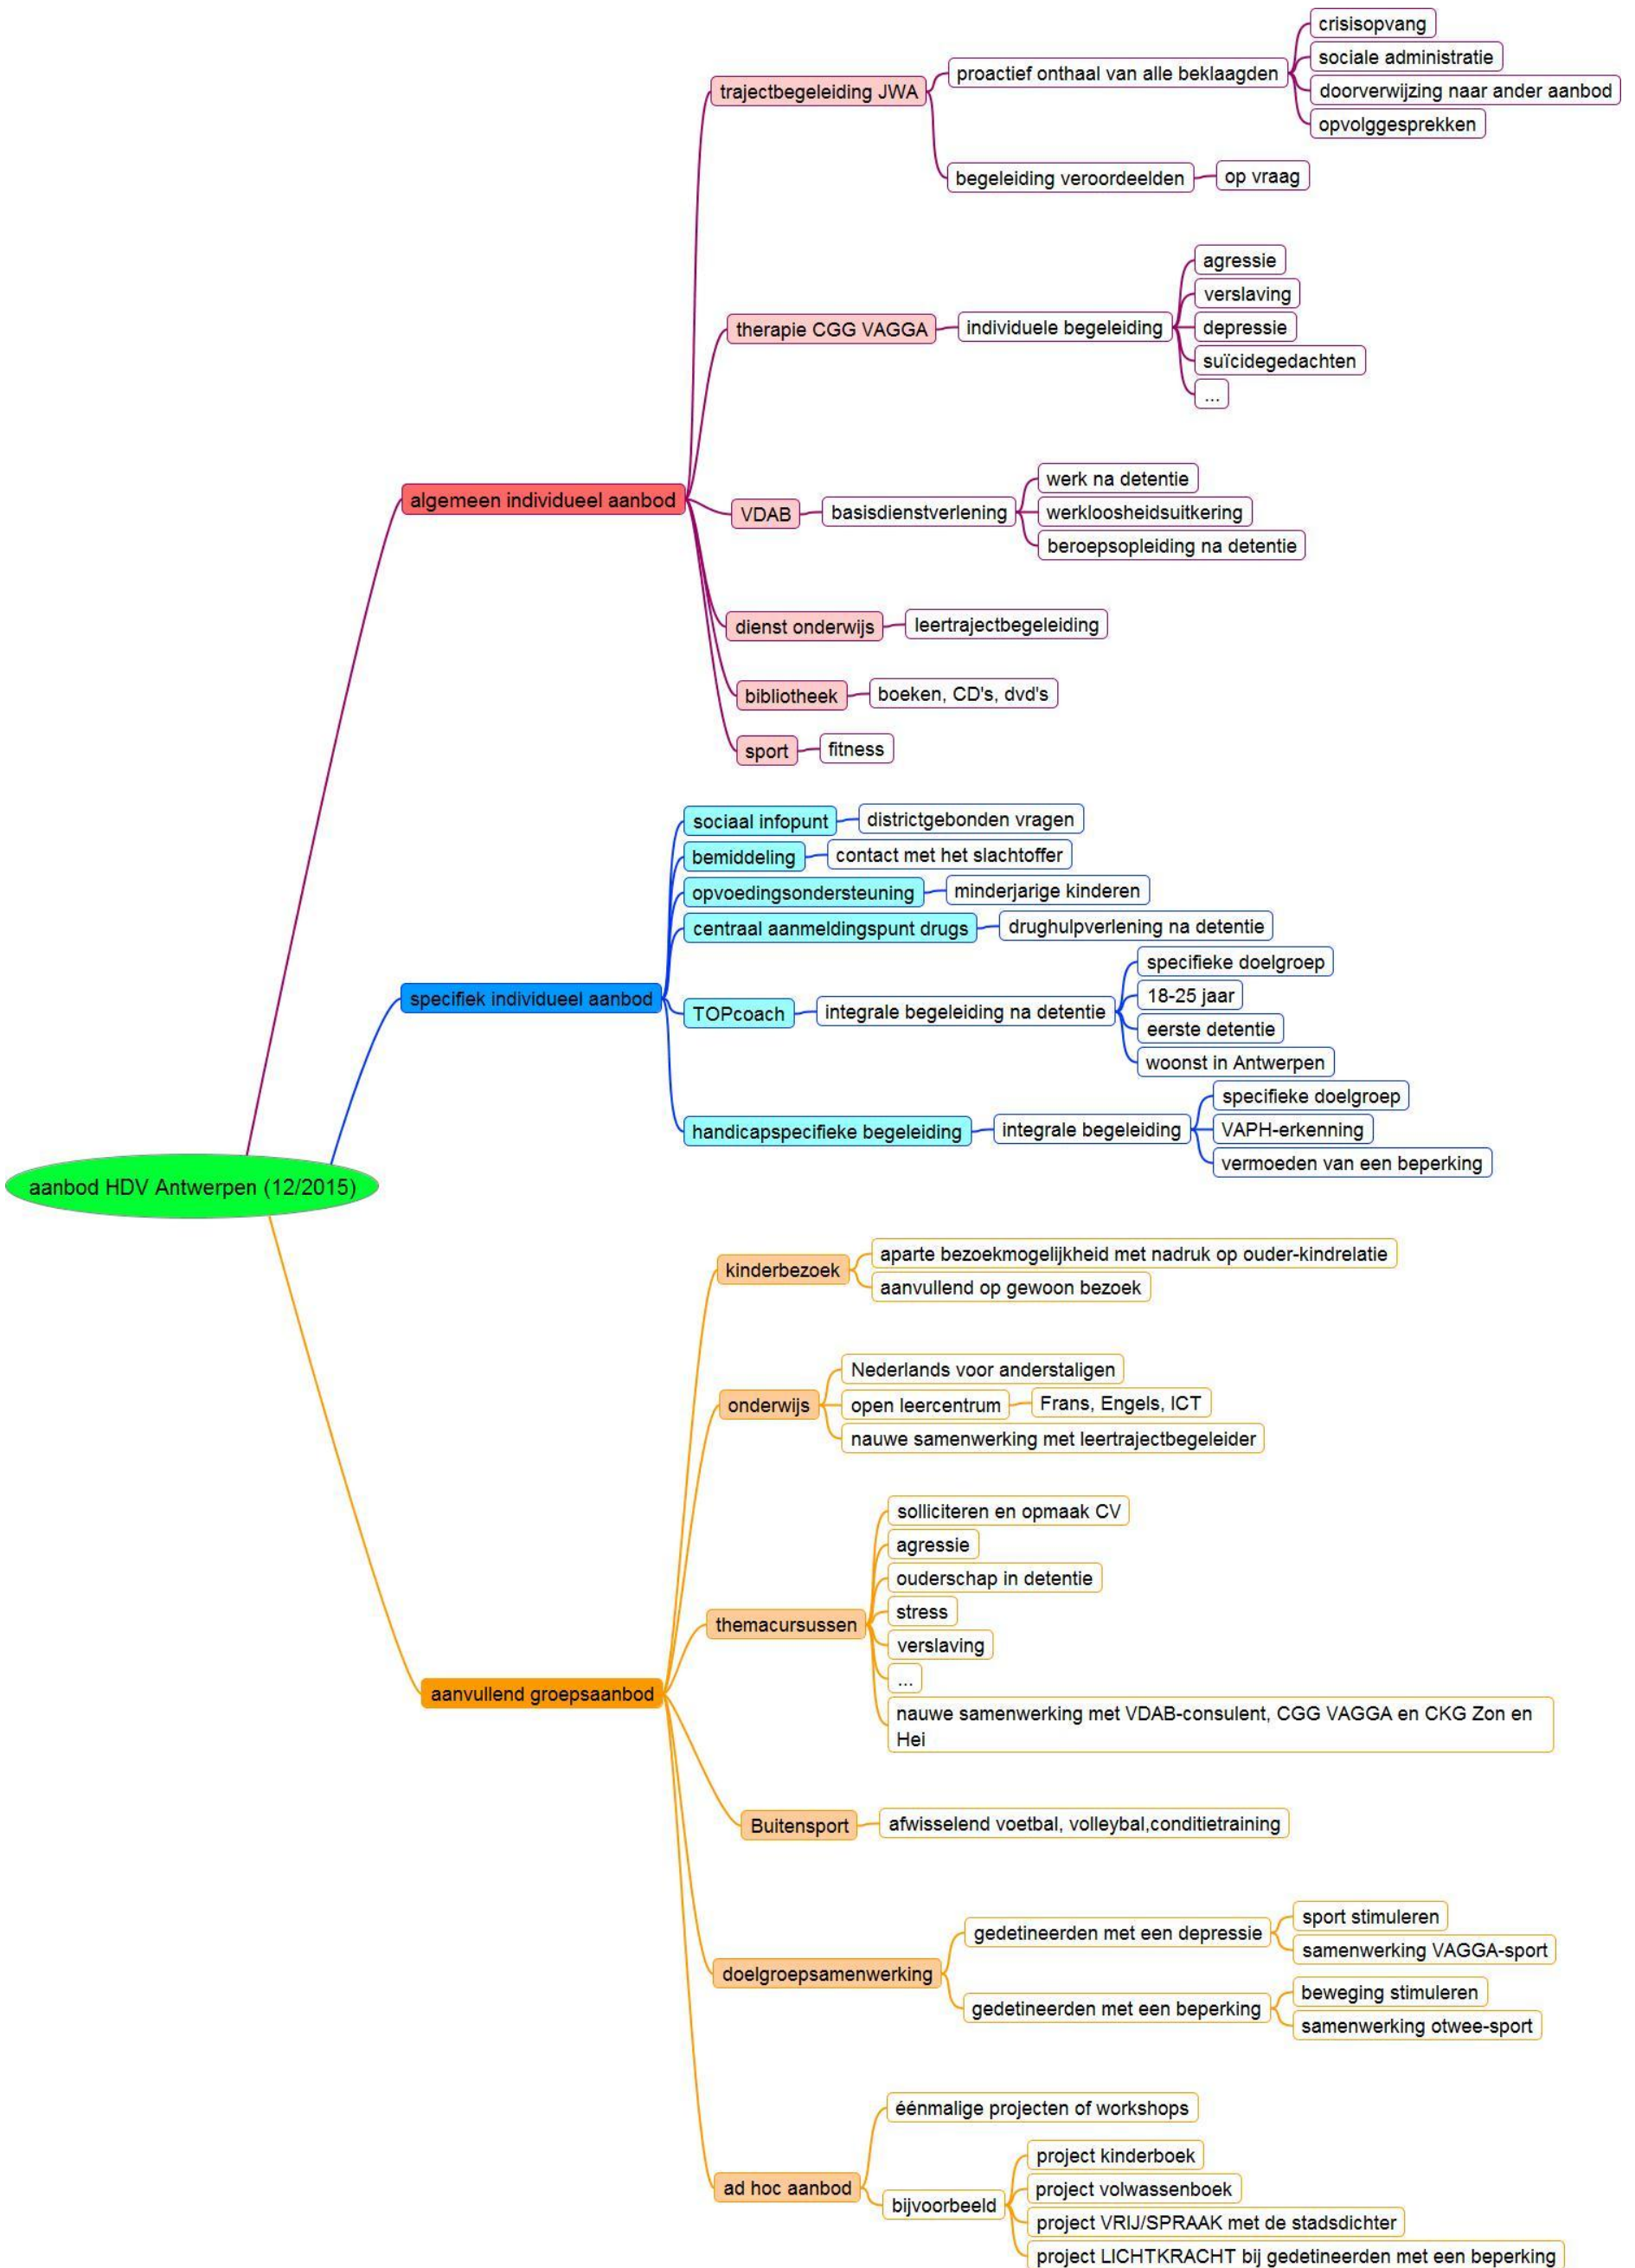 aanbod HDV Antwerpen (12/2015)
algemeen individueel aanbod
trajectbegeleiding JWA
proactief onthaal van alle beklaagden
crisisopvang
sociale administratie
doorverwijzing naar ander aanbod
opvolggesprekken
begeleiding veroordeelden
op vraag
therapie CGG VAGGA
individuele begeleiding
agressie
verslaving
depressie
suïcidegedachten
...
VDAB
basisdienstverlening
werk na detentie
werkloosheidsuitkering
beroepsopleiding na detentie
dienst onderwijs
leertrajectbegeleiding
bibliotheek
boeken, CD's, dvd's
sport
fitness
specifiek individueel aanbod
sociaal infopunt
districtgebonden vragen
bemiddeling
contact met het slachtoffer
opvoedingsondersteuning
minderjarige kinderen
centraal aanmeldingspunt drugs
drughulpverlening na detentie
TOPcoach
integrale begeleiding na detentie
specifieke doelgroep
18-25 jaar
eerste detentie
woonst in Antwerpen
handicapspecifieke begeleiding
integrale begeleiding
specifieke doelgroep
VAPH-erkenning
vermoeden van een beperking
aanvullend groepsaanbod
kinderbezoek
aparte bezoekmogelijkheid met nadruk op ouder-kindrelatie
aanvullend op gewoon bezoek
onderwijs
Nederlands voor anderstaligen
open leercentrum
Frans, Engels, ICT
nauwe samenwerking met leertrajectbegeleider
themacursussen
solliciteren en opmaak CV
agressie
ouderschap in detentie
stress
verslaving
...
nauwe samenwerking met VDAB-consulent, CGG VAGGA en CKG Zon en
Hei
Buitensport
afwisselend voetbal, volleybal,conditietraining
doelgroepsamenwerking
gedetineerden met een depressie
sport stimuleren
samenwerking VAGGA-sport
gedetineerden met een beperking
beweging stimuleren
samenwerking otwee-sport
ad hoc aanbod
éénmalige projecten of workshops
bijvoorbeeld
project kinderboek
project volwassenboek
project VRIJ/SPRAAK met de stadsdichter
project LICHTKRACHT bij gedetineerden met een beperking